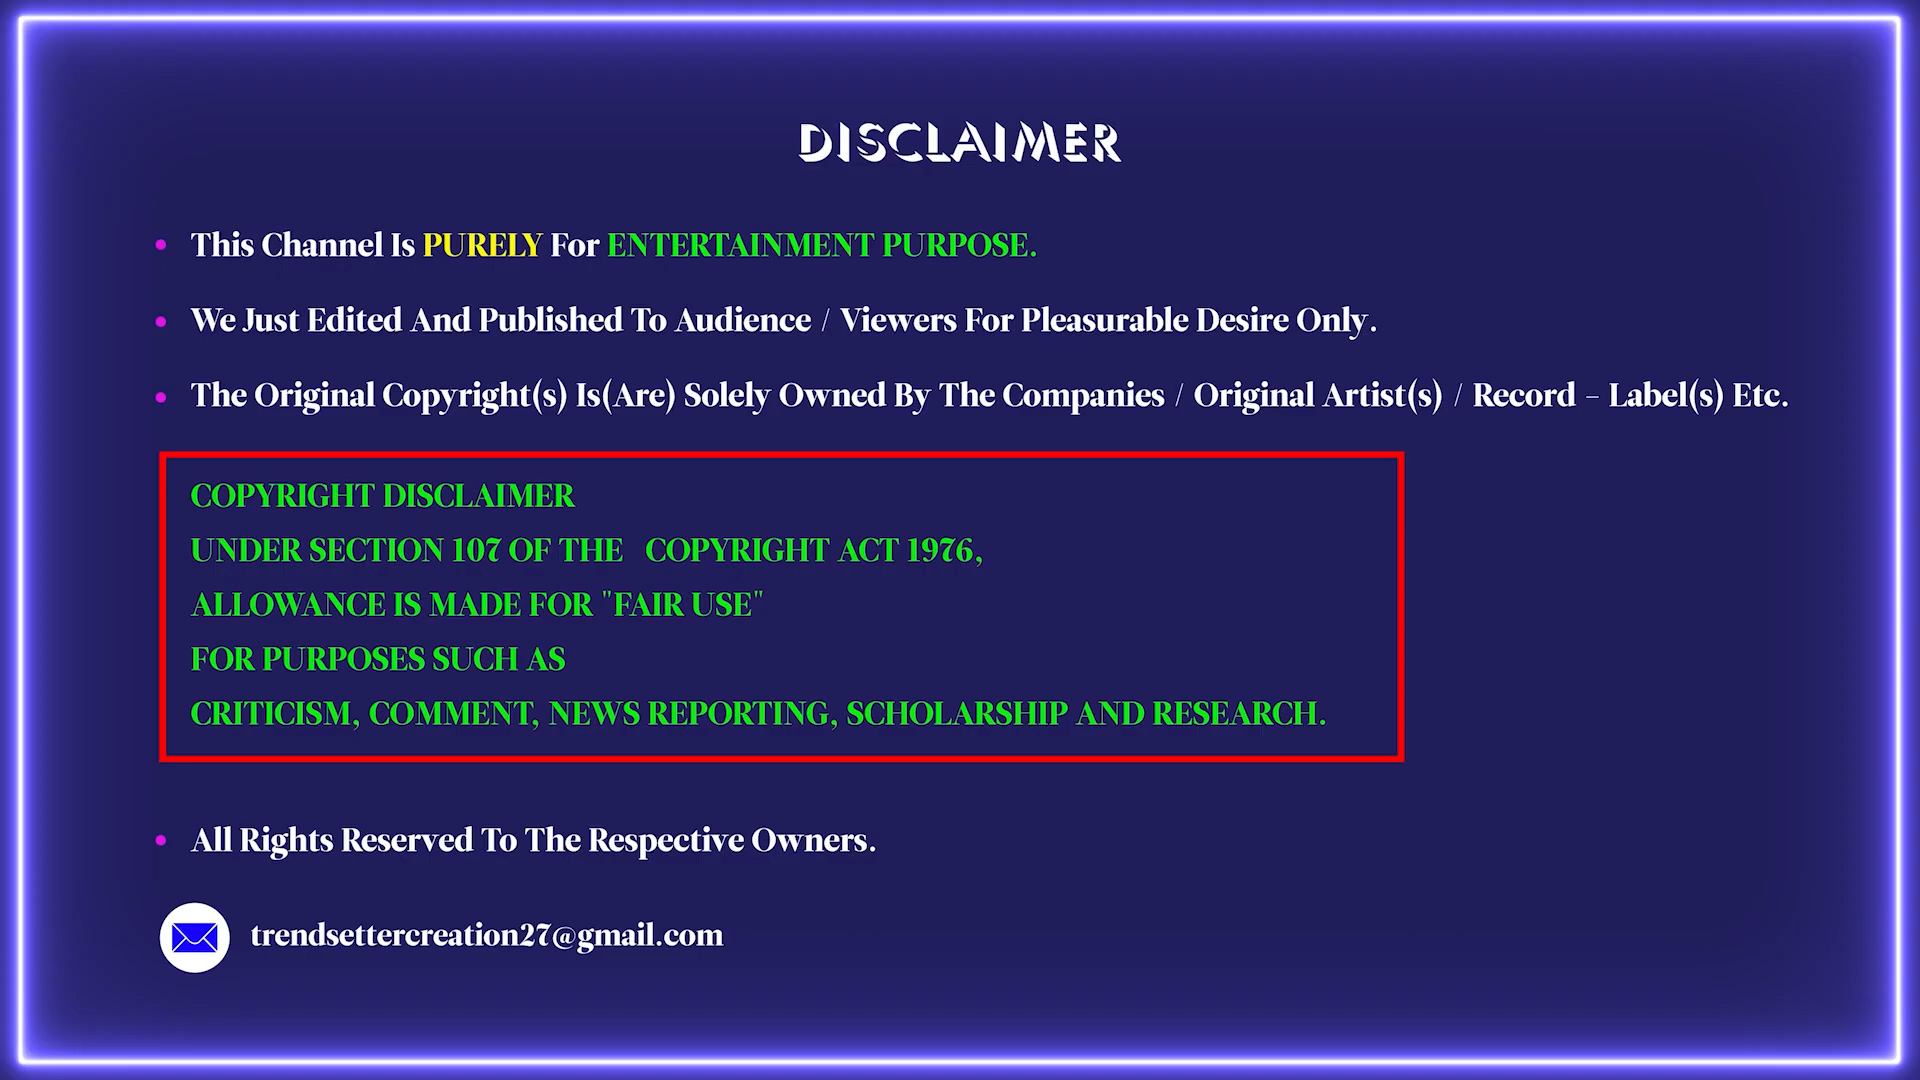 DISCLAIMER
This Channel Is PURELY For ENTERTAINMENT PURPOSE.
We Just Edited And Published To Audience / Viewers For Pleasurable Desire Only.
The Original Copyright(s) Is(Are) Solely Owned By The Companies / Original Artist(s) / Record - Label(s) Etc.
COPYRIGHT DISCLAIMER
UNDER SECTION 107 OF THE COPYRIGHT ACT 1976,
ALLOWANCE IS MADE FOR "FAIR USE"
FOR PURPOSES SUCH AS
CRITICISM, COMMENT, NEWS REPORTING, SCHOLARSHIP AND RESEARCH.
All Rights Reserved To The Respective Owners.
trendsettercreation27@gmail.com